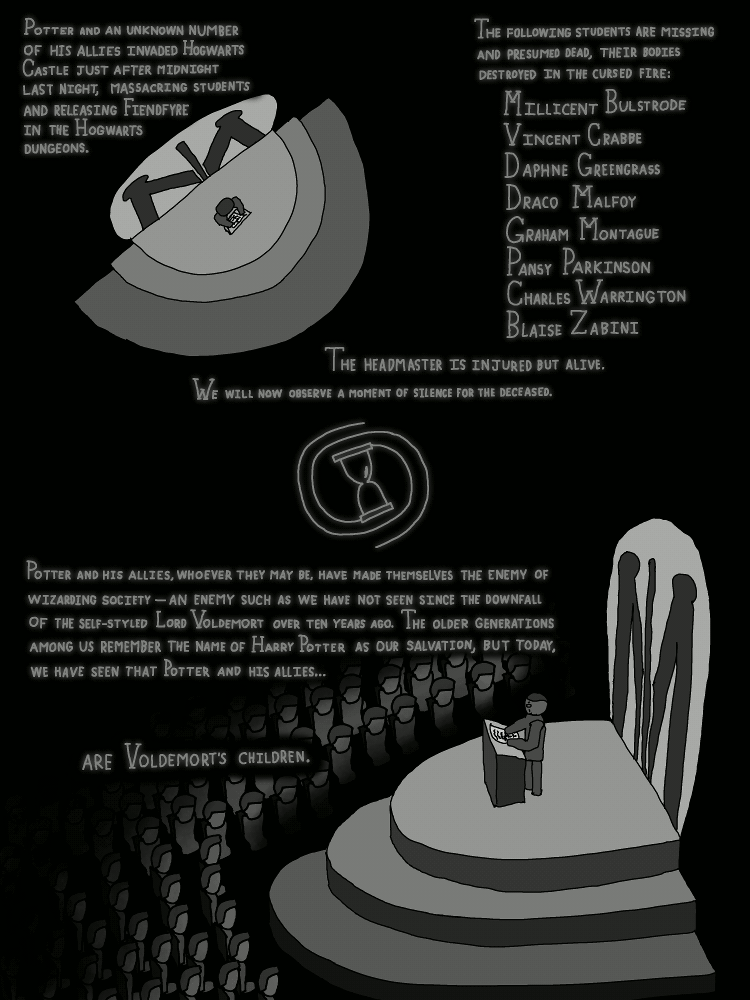 Potter and an unknown number
of his allies invaded Hogwarts
Castle just after midnight
last night, massacring students
and releasing Fiendfyre
in the Hogwarts
dungeons.
The following students are missing
and presumed dead, their bodies
destroyed in the cursed fire:
Millicent Bulstrode
Vincent Crabbe
Daphne Greengrass
Draco Malfoy
Graham Montague
Pansy Parkinson
Charles Warrington
Blaise Zabini
The headmaster is injured but alive.
We will now observe a moment of silence for the deceased.
Potter and his allies, whoever they may be, have made themselves the enemy of
wizarding society — an enemy such as we have not seen since the downfall
of the self-styled Lord Voldemort over ten years ago. The older generations
among us remember the name of Harry Potter as our salvation, but today,
we have seen that Potter and his allies...
are Voldemort's children.